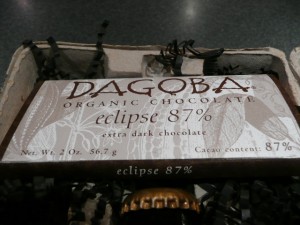 DAGOBA®
ORGANIC CHOCOLATE
eclipse 87%
extra dark chocolate
Net. Wt. 2 Oz. 56.7 g Cacao content: 87%
eclipse 87%